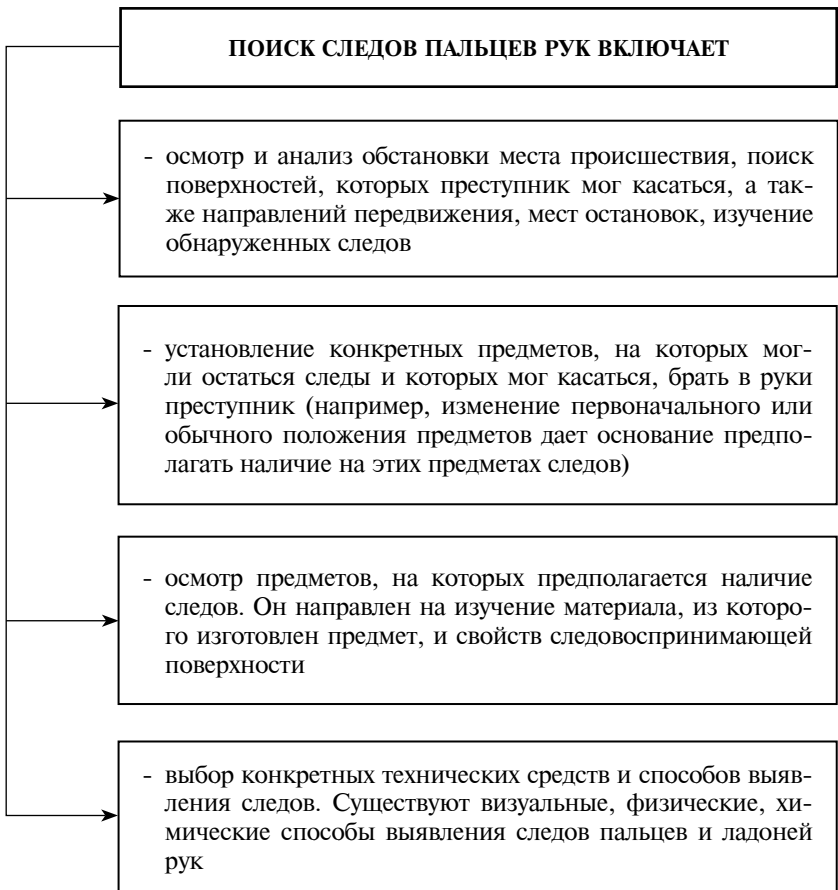 ПОИСК СЛЕДОВ ПАЛЬЦЕВ РУК ВКЛЮЧАЕТ
- осмотр и анализ обстановки места происшествия, поиск
поверхностей, которых преступник мог касаться, а так-
же направлений передвижения, мест остановок, изучение
обнаруженных следов
- установление конкретных предметов, на которых мог-
ли остаться следы и которых мог касаться, брать в руки
преступник (например, изменение первоначального или
обычного положения предметов дает основание предпо-
лагать наличие на этих предметах следов)
- осмотр предметов, на которых предполагается наличие
следов. Он направлен на изучение материала, из которо-
го изготовлен предмет, и свойств следовоспринимающей
поверхности
- выбор конкретных технических средств и способов выяв-
ления следов. Существуют визуальные, физические, хи-
мические способы выявления следов пальцев и ладоней
рук